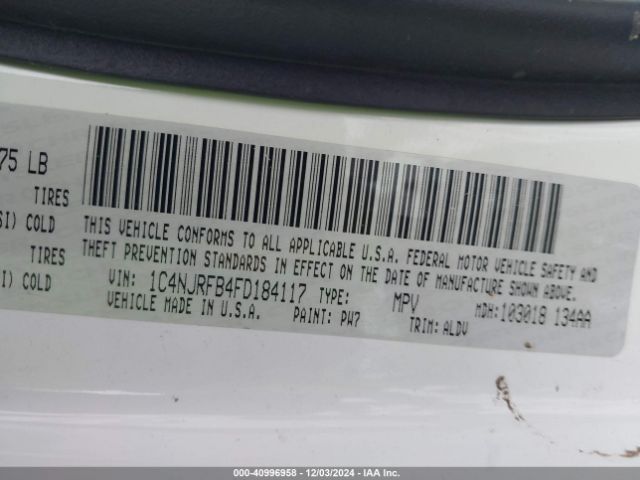 75 LB
TIRES
SI) COLD
TIRES
I) COLD
THIS VEHICLE CONFORMS TO ALL APPLICABLE U.S.A. FEDERAL MOTOR VEHICLE SAFETY AND
THEFT PREVENTION STANDARDS IN EFFECT ON THE DATE OF MANUFACTURE SHOWN ABOVE.
VIN: 1C4NJRFB4FD184117 TYPE: MPV MDH:103018 134AA
VEHICLE MADE IN U.S.A. PAINT: PW7 TRIM: ALDV
000-40996958 - 12/03/2024 - IAA Inc.